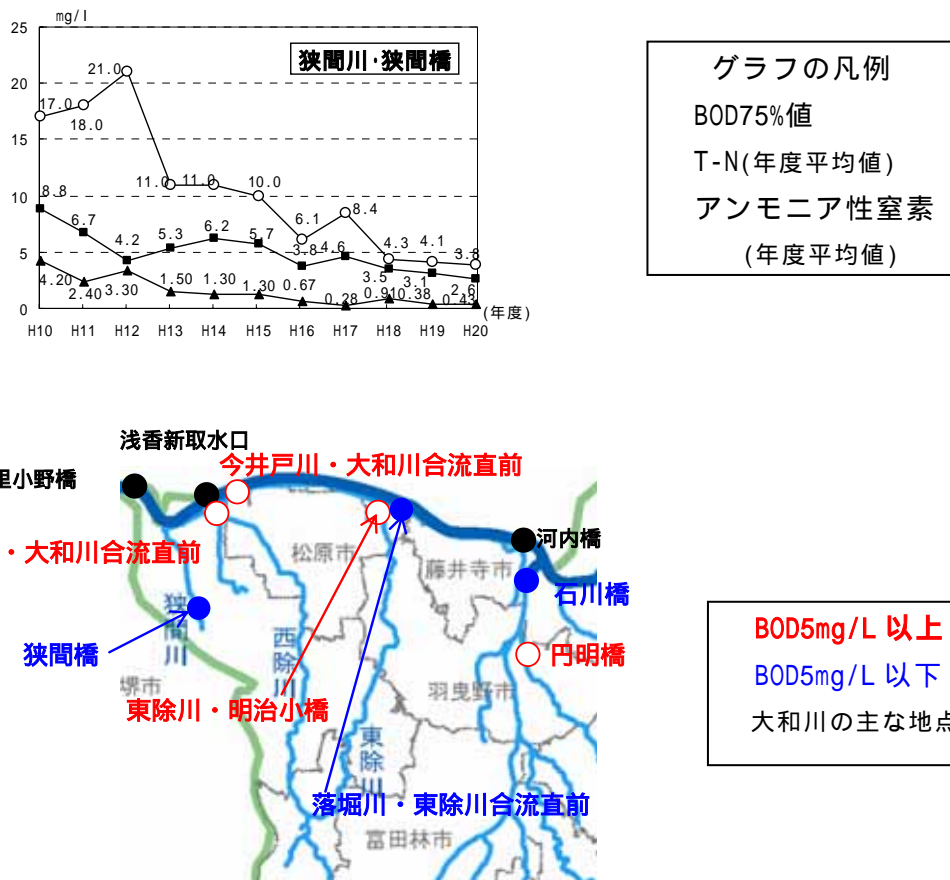 mg/l
狭間川・狭間橋
25
20
15
10
5
0
17.0
18.0
21.0
11.0
11.0
10.0
6.1
8.4
4.3
4.1
3.8
8.8
6.7
4.2
5.3
6.2
5.7
3.8
4.6
3.5
3.1
2.6
4.20
2.40
3.30
1.50
1.30
1.30
0.67
0.28
0.91
0.38
0.43
H10 H11 H12 H13 H14 H15 H16 H17 H18 H19 H20
(年度)
グラフの凡例
BOD75%値
T-N(年度平均値)
アンモニア性窒素
(年度平均値)
浅香新取水口
里小野橋
今井戸川・大和川合流直前
・大和川合流直前
河内橋
松原市
藤井寺市
石川橋
狭間川
狭間橋
西除川
円明橋
堺市
羽曳野市
東除川・明治小橋
東除川
落堀川・東除川合流直前
富田林市
BOD5mg/L 以上
BOD5mg/L 以下
大和川の主な地点